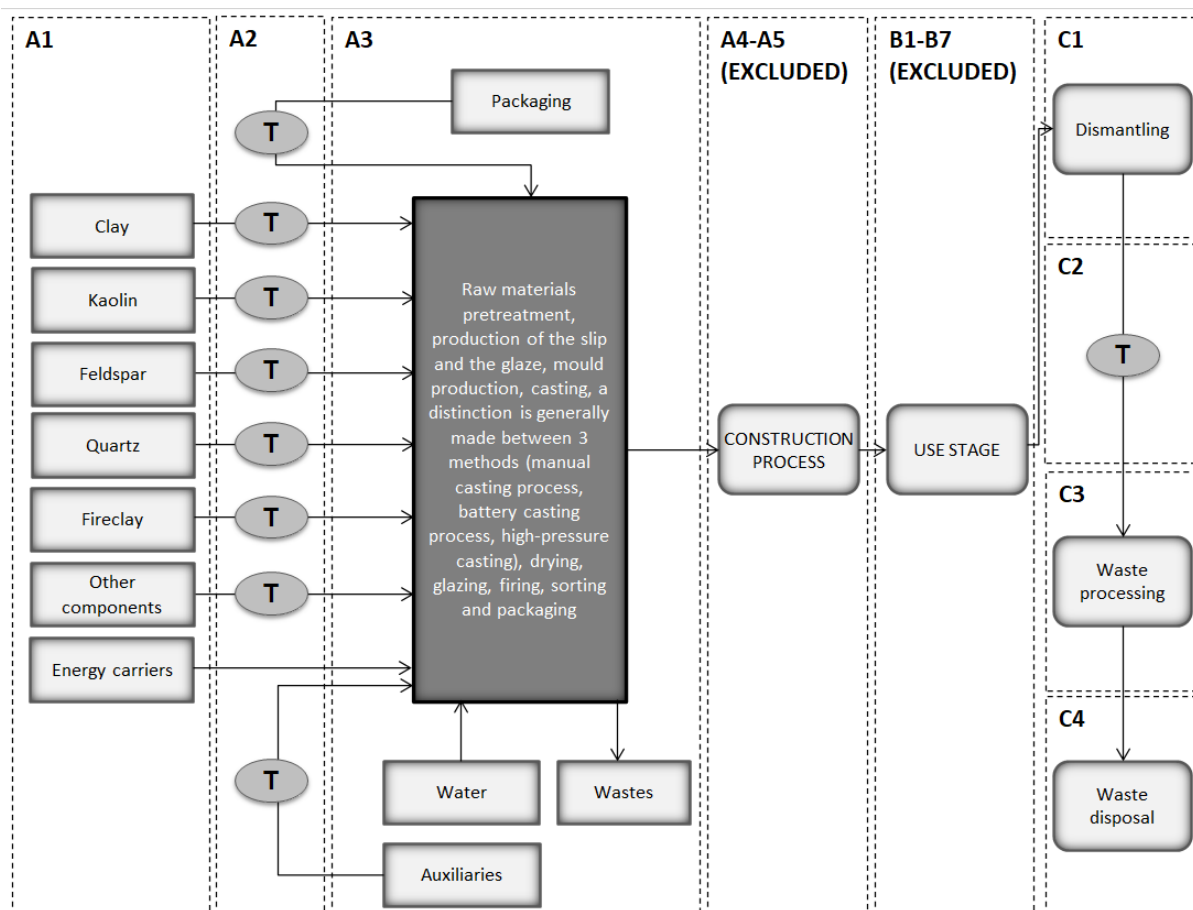 A1
A2
A3
A4-A5
(EXCLUDED)
B1-B7
(EXCLUDED)
C1
Packaging
T
Dismantling
Clay
T
Kaolin
T
Feldspar
T
Quartz
T
Fireclay
T
Other
components
T
Energy carriers
Raw materials
pretreatment,
production of the slip
and the glaze, mould
production, casting, a
distinction is generally
made between 3
methods (manual
casting process,
battery casting
process, high-pressure
casting), drying,
glazing, firing, sorting
and packaging
T
Water
Wastes
Auxiliaries
CONSTRUCTION
PROCESS
USE STAGE
C2
T
C3
Waste
processing
C4
Waste
disposal